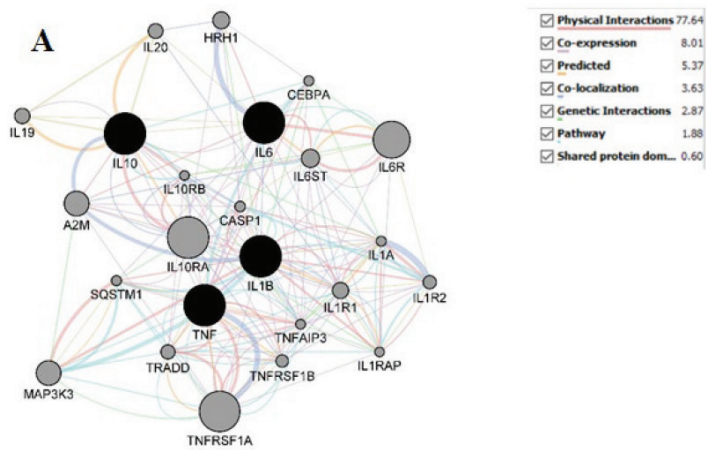 A
IL20
HRH1
CEBPA
IL19
IL10
IL6
IL6R
IL6ST
IL10RB
A2M
CASP1
IL10RA
IL1A
IL1B
SQSTM1
IL1R1
IL1R2
TNF
TNFAIP3
TRADD
TNFRSF1B
IL1RAP
MAP3K3
TNFRSF1A
Physical Interactions 77.64
Co-expression 8.01
Predicted 5.37
Co-localization 3.63
Genetic Interactions 2.87
Pathway 1.88
Shared protein dom... 0.60